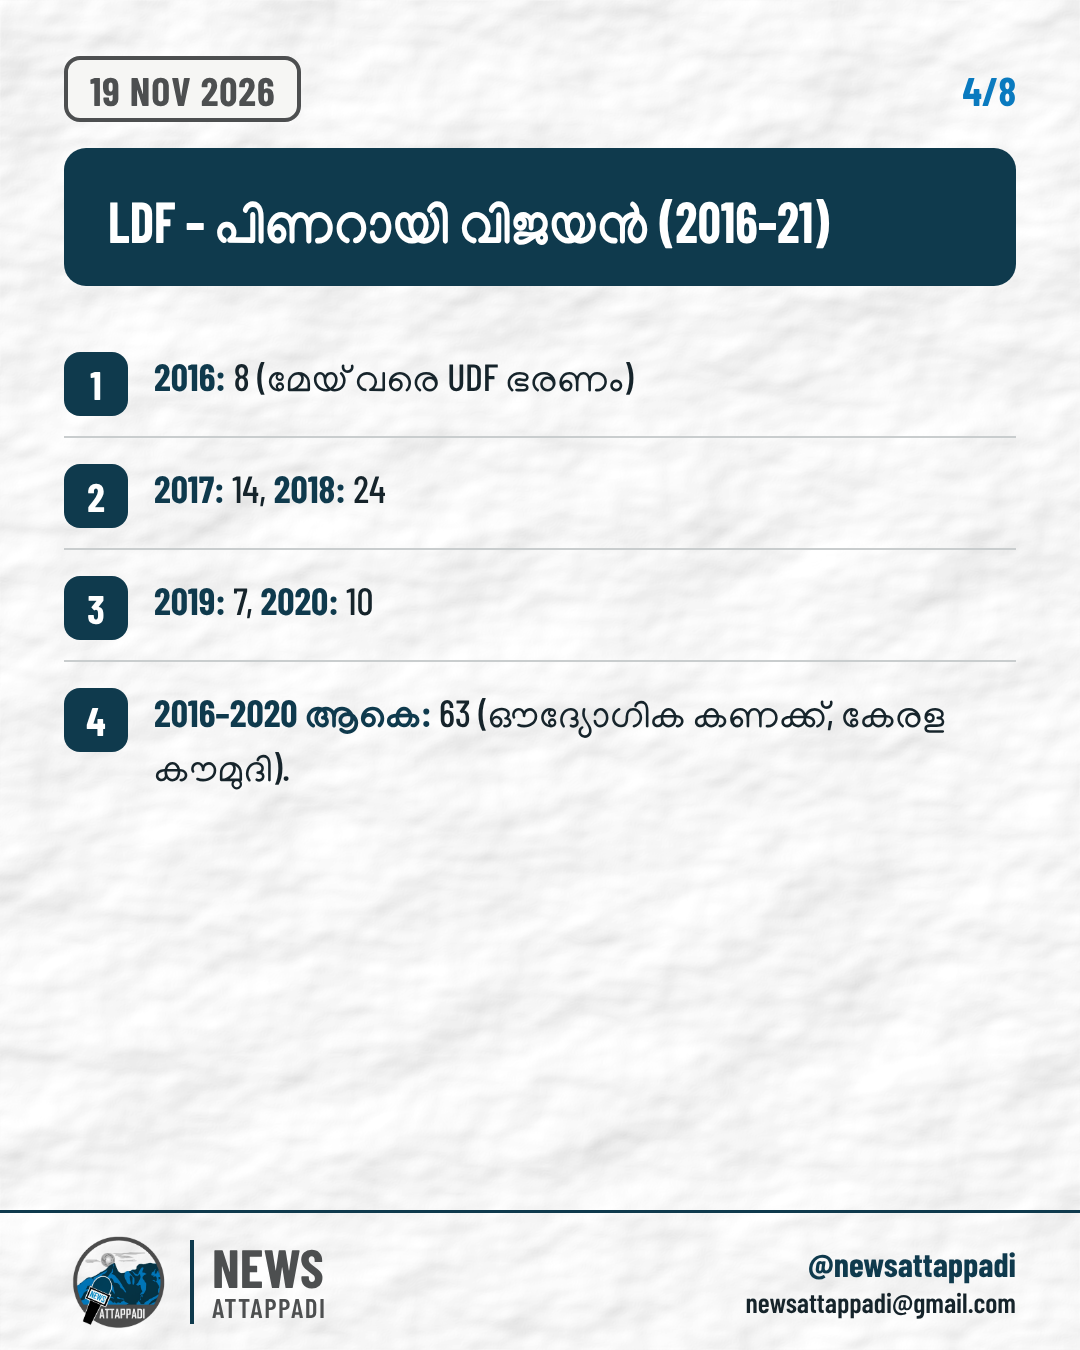 19 NOV 2026
4/8
LDF – പിണറായി വിജയൻ (2016–21)
1
2016: 8 (മേയ് വരെ UDF ഭരണം)
2
2017: 14, 2018: 24
3
2019: 7, 2020: 10
4
2016–2020 ആകെ: 63 (ഔദ്യോഗിക കണക്ക്, കേരള
കൗമുദി).
NEWS
ATTAPPADI
NEWS
ATTAPPADI
@newsattappadi
newsattappadi@gmail.com